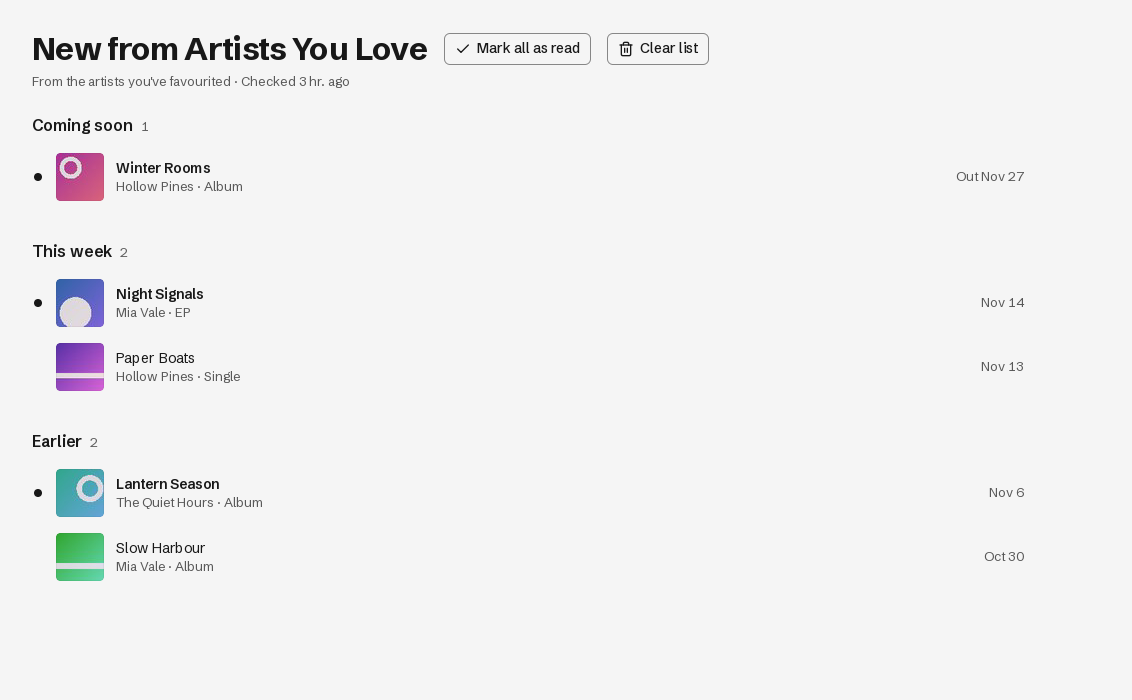 New from Artists You Love
Mark all as read
Clear list
From the artists you've favourited · Checked 3 hr. ago
Coming soon 1
Winter Rooms
Hollow Pines · Album
Out Nov 27
This week 2
Night Signals
Mia Vale · EP
Nov 14
Paper Boats
Hollow Pines · Single
Nov 13
Earlier 2
Lantern Season
The Quiet Hours · Album
Nov 6
Slow Harbour
Mia Vale · Album
Oct 30